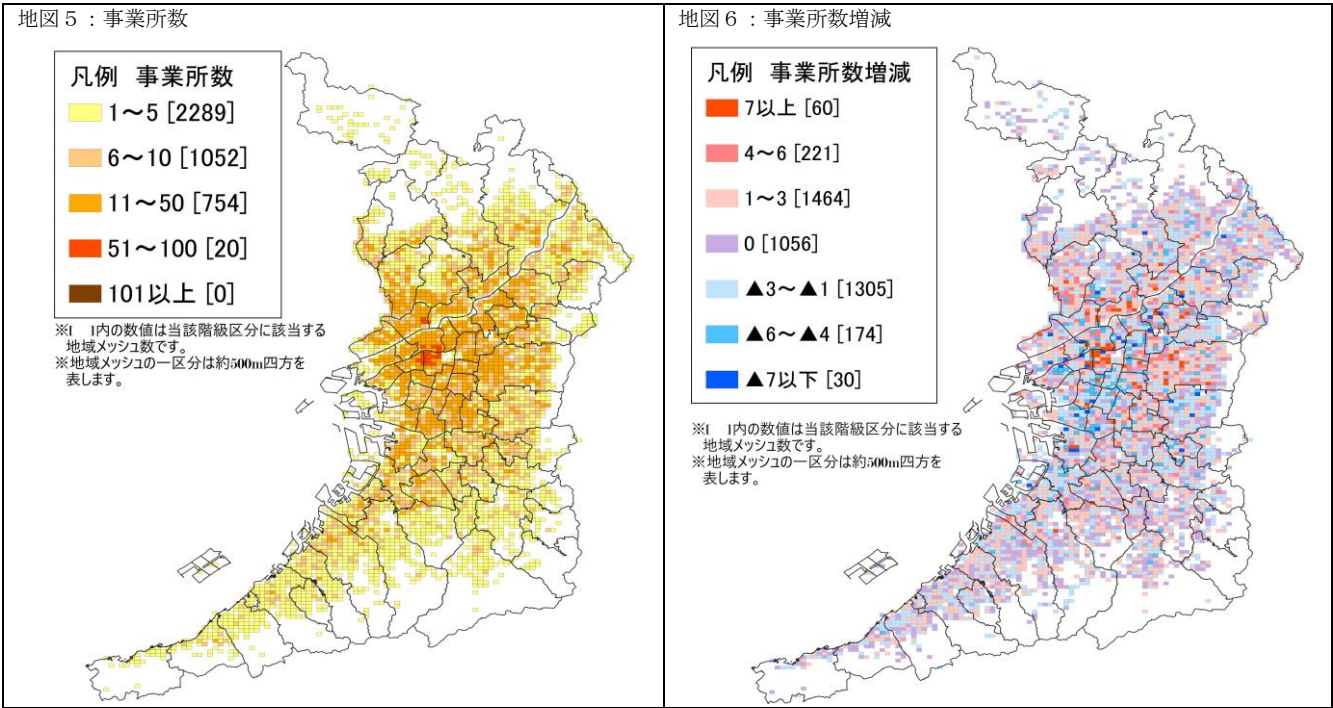 地図５：事業所数
凡例 事業所数
1～5 [2289]
6～10 [1052]
11～50 [754]
51～100 [20]
101以上 [0]
※[ ]内の数値は当該階級区分に該当する
地域メッシュ数です。
※地域メッシュの一区分は約500m四方を
表します。
地図６：事業所数増減
凡例 事業所数増減
7以上 [60]
4～6 [221]
1～3 [1464]
0 [1056]
▲3～▲1 [1305]
▲6～▲4 [174]
▲7以下 [30]
※[ ]内の数値は当該階級区分に該当する
地域メッシュ数です。
※地域メッシュの一区分は約500m四方を
表します。